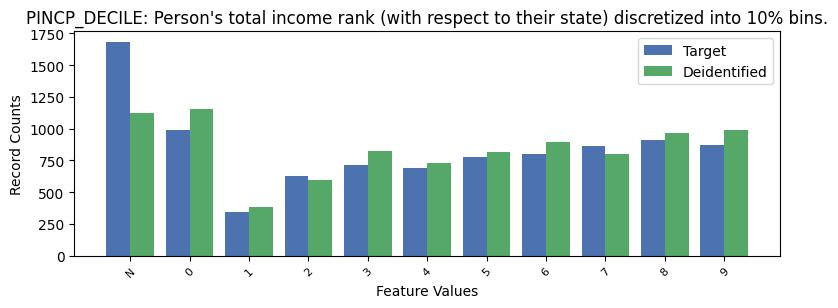 PINCP_DECILE: Person's total income rank (with respect to their state) discretized into 10% bins.
1750
1500
1250
1000
750
500
250
0
Record Counts
Target
Deidentified
N 0 1 2 3 4 5 6 7 8 9
Feature Values